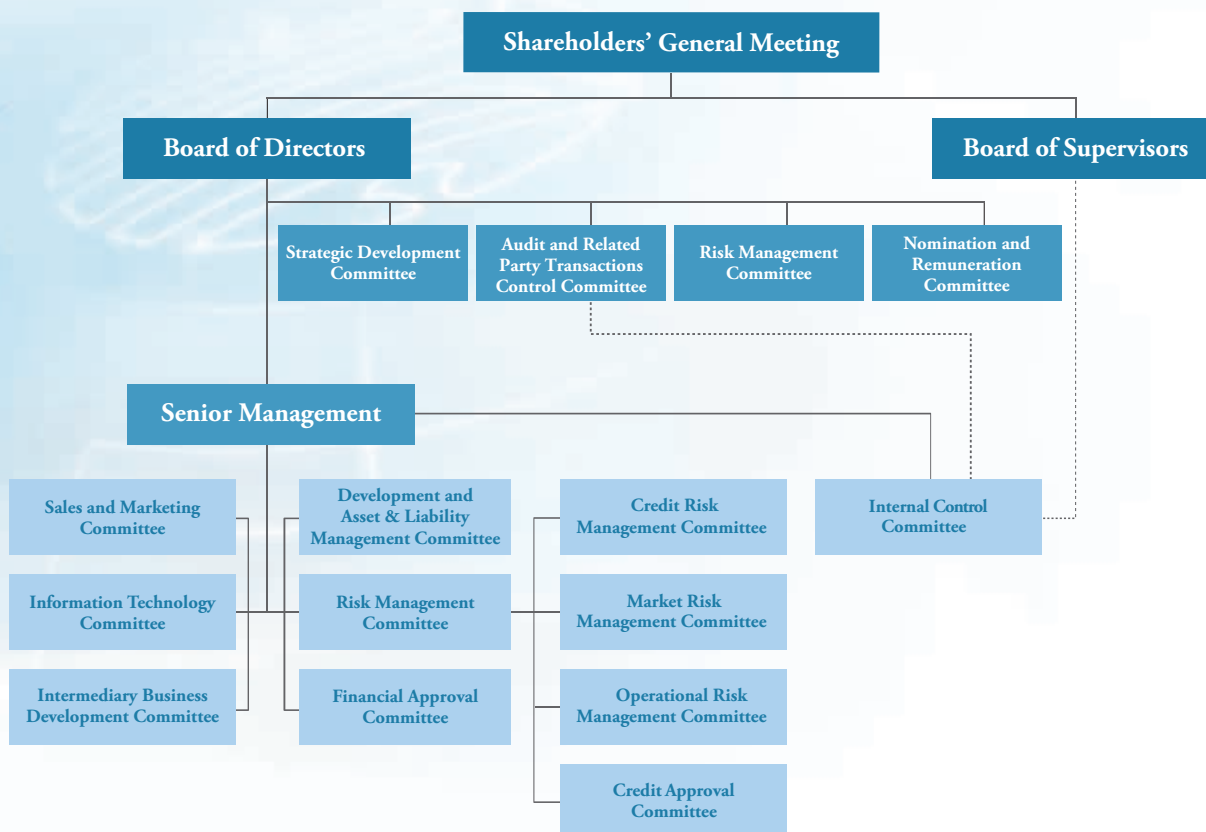 Shareholders’ General Meeting
Board of Directors
Board of Supervisors
Strategic Development
Committee
Audit and Related
Party Transactions
Control Committee
Risk Management
Committee
Nomination and
Remuneration
Committee
Senior Management
Sales and Marketing
Committee
Development and
Asset & Liability
Management Committee
Credit Risk
Management Committee
Internal Control
Committee
Information Technology
Committee
Risk Management
Committee
Market Risk
Management Committee
Intermediary Business
Development Committee
Financial Approval
Committee
Operational Risk
Management Committee
Credit Approval
Committee